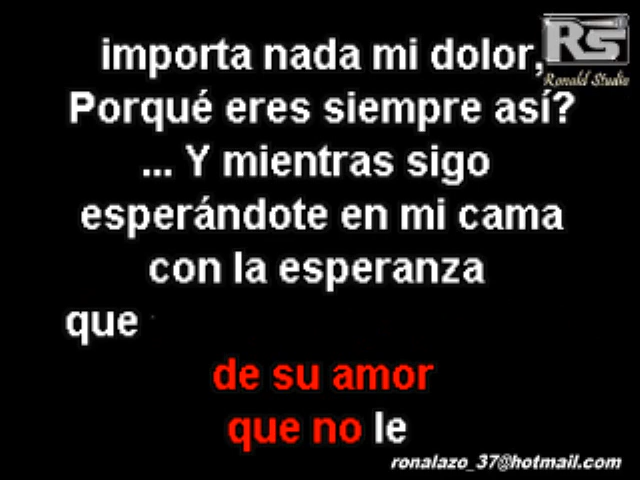 RS
Ronald Studio
importa nada mi dolor,
Porqué eres siempre así?
... Y mientras sigo
esperándote en mi cama
con la esperanza
que
de su amor
que no le
ronalazo_37@hotmail.com